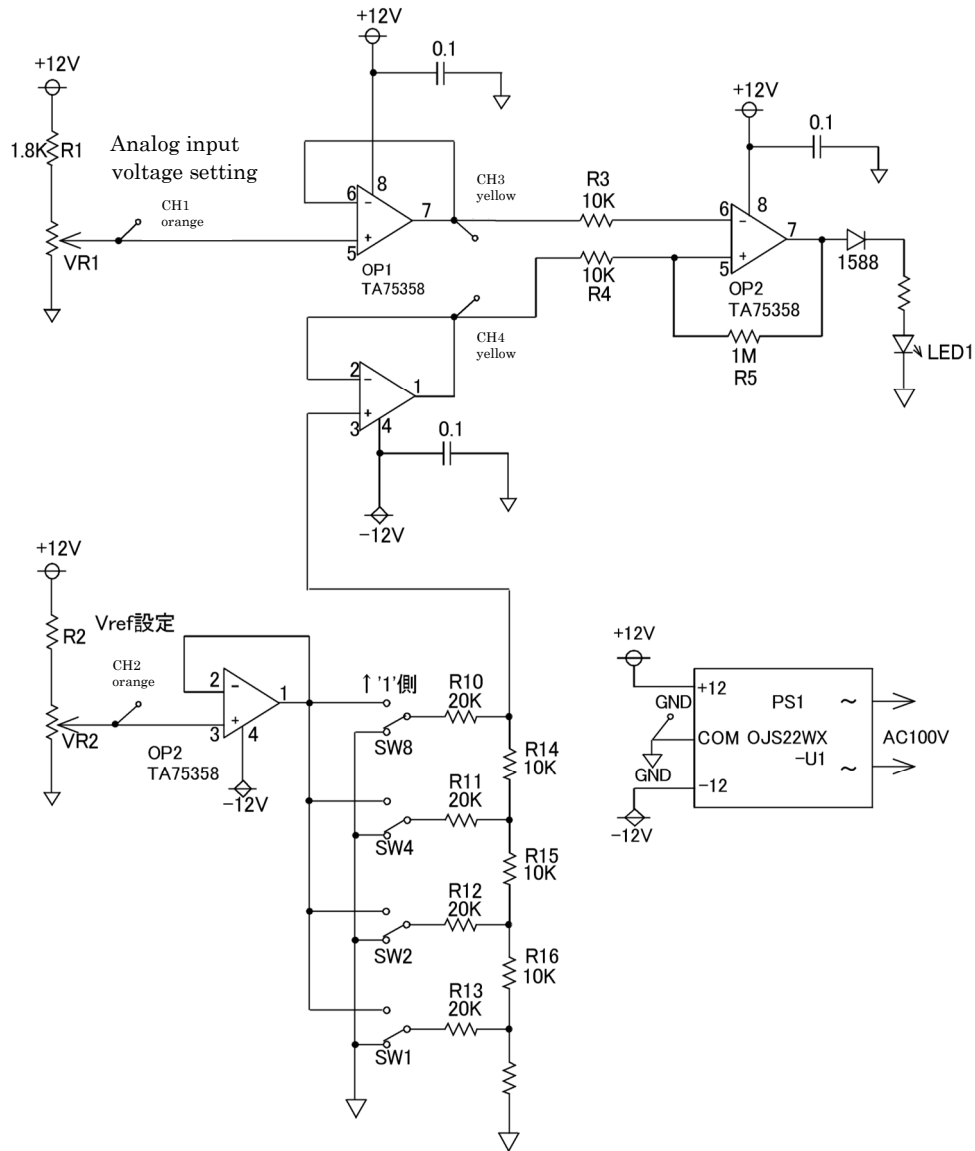 +12V
0.1
+12V
1.8K
R1
Analog input
voltage setting
CH1
orange
VR1
6
−
8
7
+
5
OP1
TA75358
CH3
yellow
R3
10K
10K
R4
+12V
0.1
6
−
8
7
+
5
OP2
TA75358
1588
1M
R5
LED1
CH4
yellow
2
−
1
+
3
4
0.1
−12V
+12V
R2
Vref設定
CH2
orange
VR2
2
−
1
+
3
4
OP2
TA75358
−12V
↑'1'側
SW8
R10
20K
R14
10K
SW4
R11
20K
R15
10K
SW2
R12
20K
R16
10K
SW1
R13
20K
+12V
GND
GND
−12V
+12
COM
−12
PS1
OJS22WX
-U1
~
~
AC100V